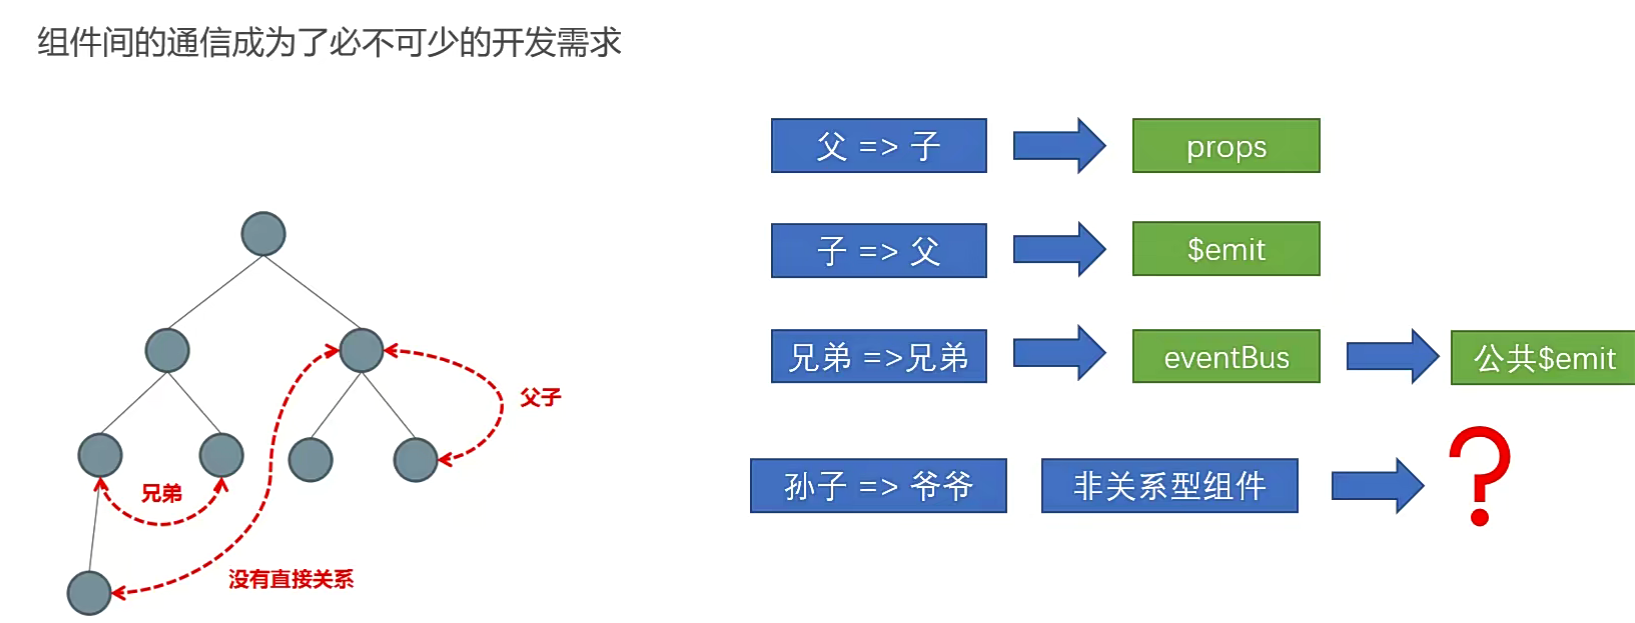 组件间的通信成为了必不可少的开发需求
父 => 子
props
子 => 父
$emit
兄弟 =>兄弟
eventBus
公共$emit
孙子 => 爷爷
非关系型组件
?
父子
兄弟
没有直接关系